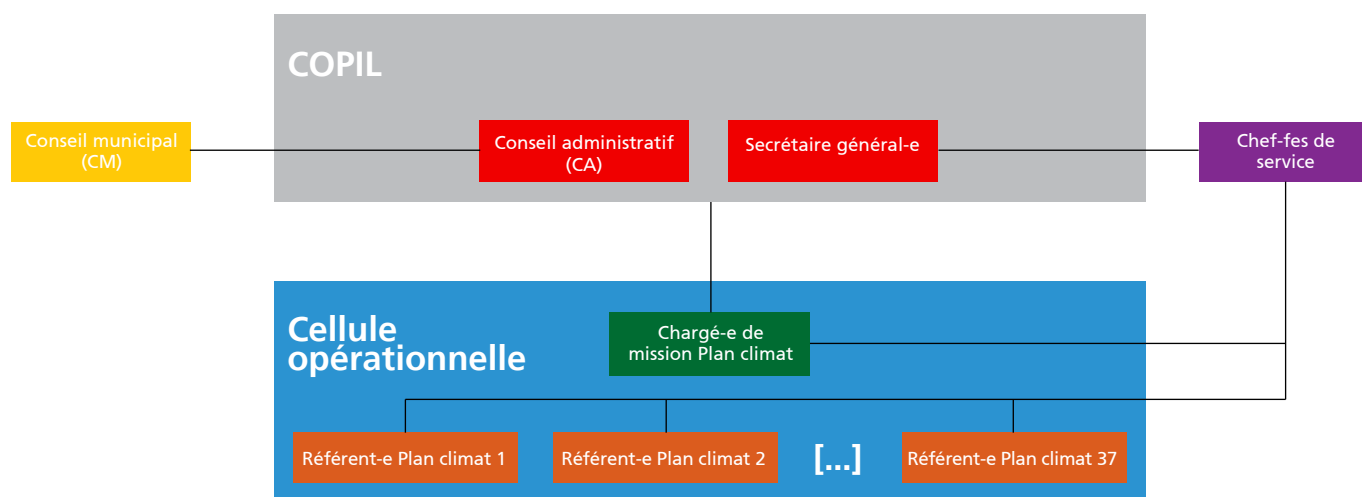 COPIL
Conseil municipal
(CM)
Conseil administratif
(CA)
Secrétaire général-e
Chef-fes de
service
Cellule
opérationnelle
Chargé-e de
mission Plan climat
Référent-e Plan climat 1
Référent-e Plan climat 2
[...]
Référent-e Plan climat 37